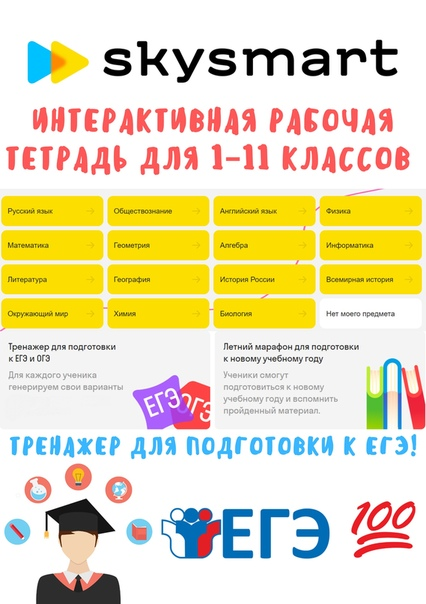 skysmart
ИНТЕРАКТИВНАЯ РАБОЧАЯ
ТЕТРАДЬ ДЛЯ 1-11 КЛАССОВ
Русский язык
Обществознание
Английский язык
Физика
Математика
Геометрия
Алгебра
Информатика
Литература
География
История России
Всемирная история
Окружающий мир
Химия
Биология
Нет моего предмета
Тренажер для подготовки
к ЕГЭ и ОГЭ
Для каждого ученика
генерируем свои варианты
ЕГЭ
ОГЭ
Летний марафон для подготовки
к новому учебному году
Ученики смогут
подготовиться к новому
учебному году и вспомнить
пройденный материал.
ТРЕНАЖЕР ДЛЯ ПОДГОТОВКИ К ЕГЭ!
ЕГЭ
100